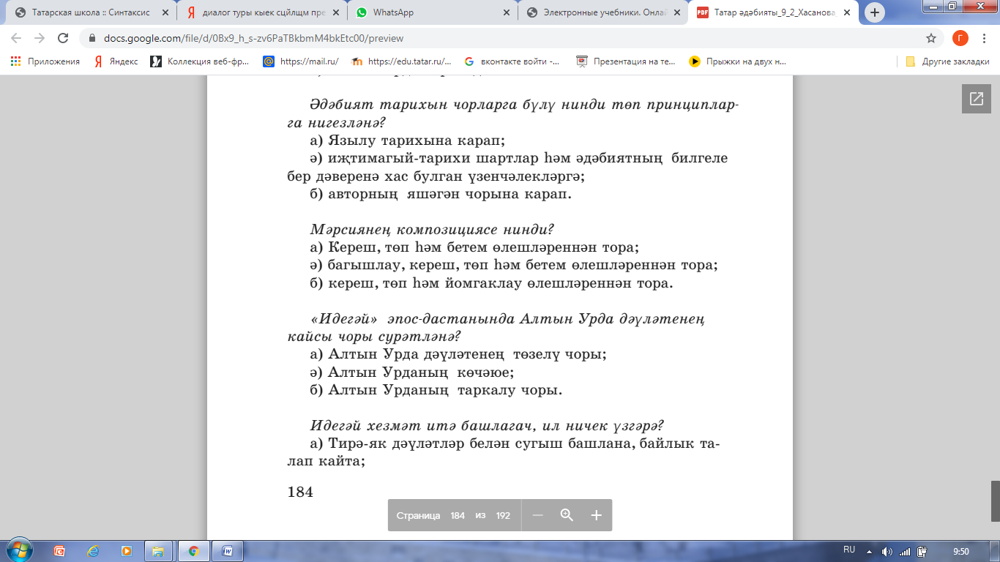 Татарская школа :: Синтаксис
диалог туры кыек сцйлщм пре
WhatsApp
Электронные учебники. Онлай
Татар әдәбияты_9_2_Хасанова
docs.google.com/file/d/0Bx9_h_s-zv6PaTBkbmM4bkEtc00/preview
Г
Приложения
Яндекс
Коллекция веб-фр...
https://mail.ru/
https://edu.tatar.ru/...
вконтакте войти -...
Презентация на те...
Прыжки на двух н...
Другие закладки
Әдәбият тарихын чорларга бүлү нинди төп принциплар-
га нигезләнә?
а) Язылу тарихына карап;
ә) иҗтимагый-тарихи шартлар һәм әдәбиятның билгеле
бер дәверенә хас булган үзенчәлекләргә;
б) авторның яшәгән чорына карап.
Мәрсиянең композициясе нинди?
а) Кереш, төп һәм бетем өлешләреннән тора;
ә) багышлау, кереш, төп һәм бетем өлешләреннән тора;
б) кереш, төп һәм йомгаклау өлешләреннән тора.
«Идегәй» эпос-дастанында Алтын Урда дәүләтенең
кайсы чоры сурәтләнә?
а) Алтын Урда дәүләтенең төзелү чоры;
ә) Алтын Урданың көчәюе;
б) Алтын Урданың таркалу чоры.
Идегәй хезмәт итә башлагач, ил ничек үзгәрә?
а) Тирә-як дәүләтләр белән сугыш башлана, байлык та-
лап кайта;
184
Страница 184 из 192
RU 9:50